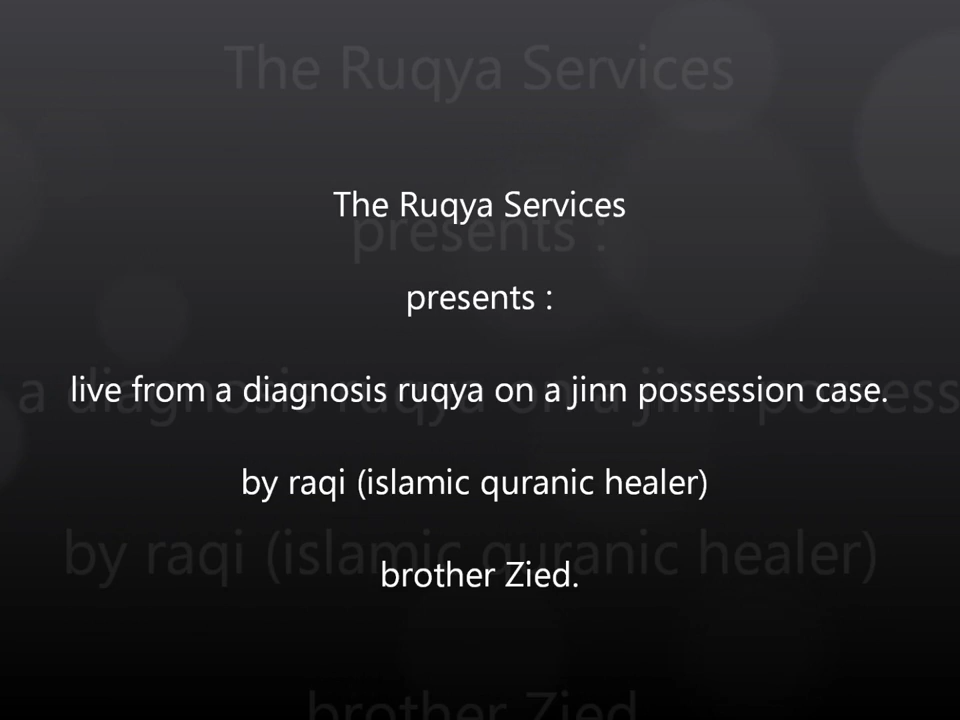 The Ruqya Services
presents :
live from a diagnosis ruqya on a jinn possession case.
by raqi (islamic quranic healer)
brother Zied.